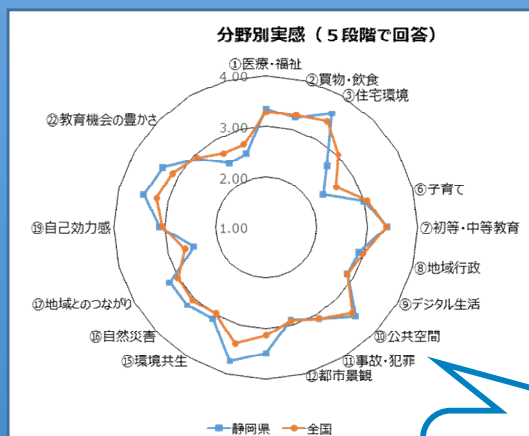 分野別実感（５段階で回答）
①医療・福祉
②買物・飲食
③住宅環境
⑥子育て
⑦初等・中等教育
⑧地域行政
⑨デジタル生活
⑩公共空間
⑪事故・犯罪
⑫都市景観
⑮環境共生
⑯自然災害
⑰地域とのつながり
⑲自己効力感
㉒教育機会の豊かさ
4.00
3.00
2.00
1.00
静岡県
全国